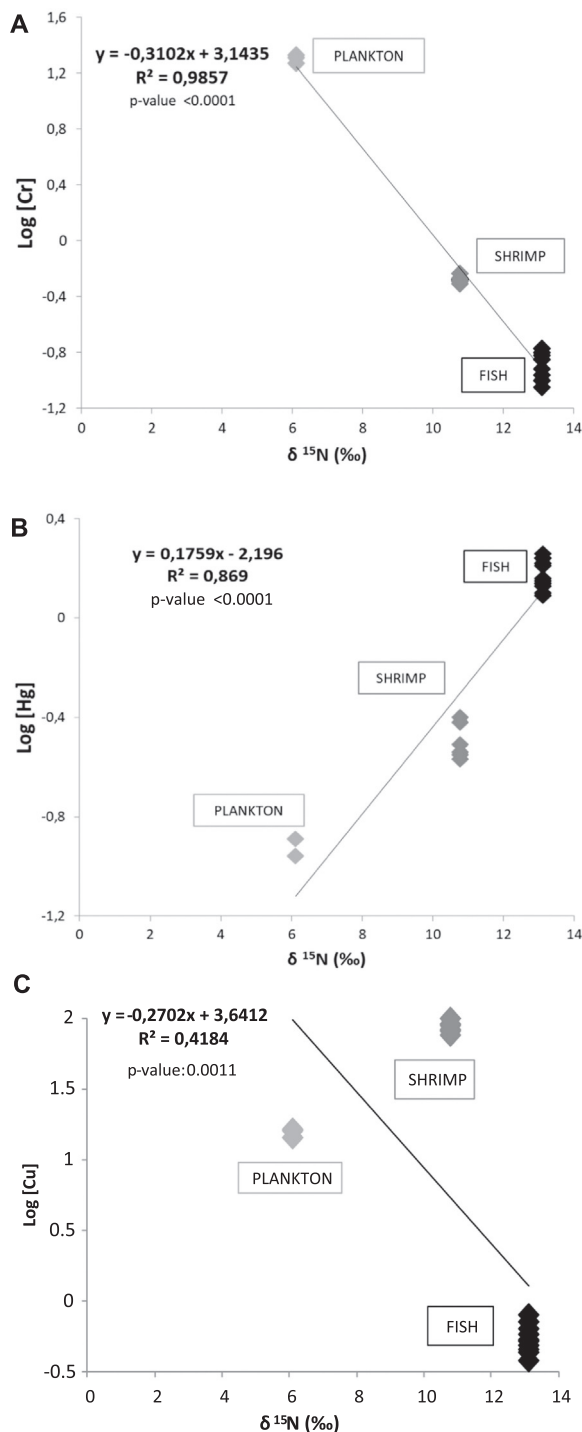 A
1,6
y = -0,3102x + 3,1435
R² = 0,9857
p-value <0.0001
PLANKTON
1,2
0,8
Log [Cr]
0,4
0
SHRIMP
-0,4
-0,8
FISH
-1,2
0 2 4 6 8 10 12 14
δ ¹⁵N (‰)
B
0,4
y = 0,1759x - 2,196
R² = 0,869
p-value <0.0001
FISH
0
SHRIMP
Log [Hg]
-0,4
-0,8
PLANKTON
-1,2
0 2 4 6 8 10 12 14
δ ¹⁵N (‰)
C
y = -0,2702x + 3,6412
R² = 0,4184
p-value:0.0011
2
SHRIMP
1.5
PLANKTON
1
Log [Cu]
0.5
0
FISH
-0.5
0 2 4 6 8 10 12 14
δ ¹⁵N (‰)